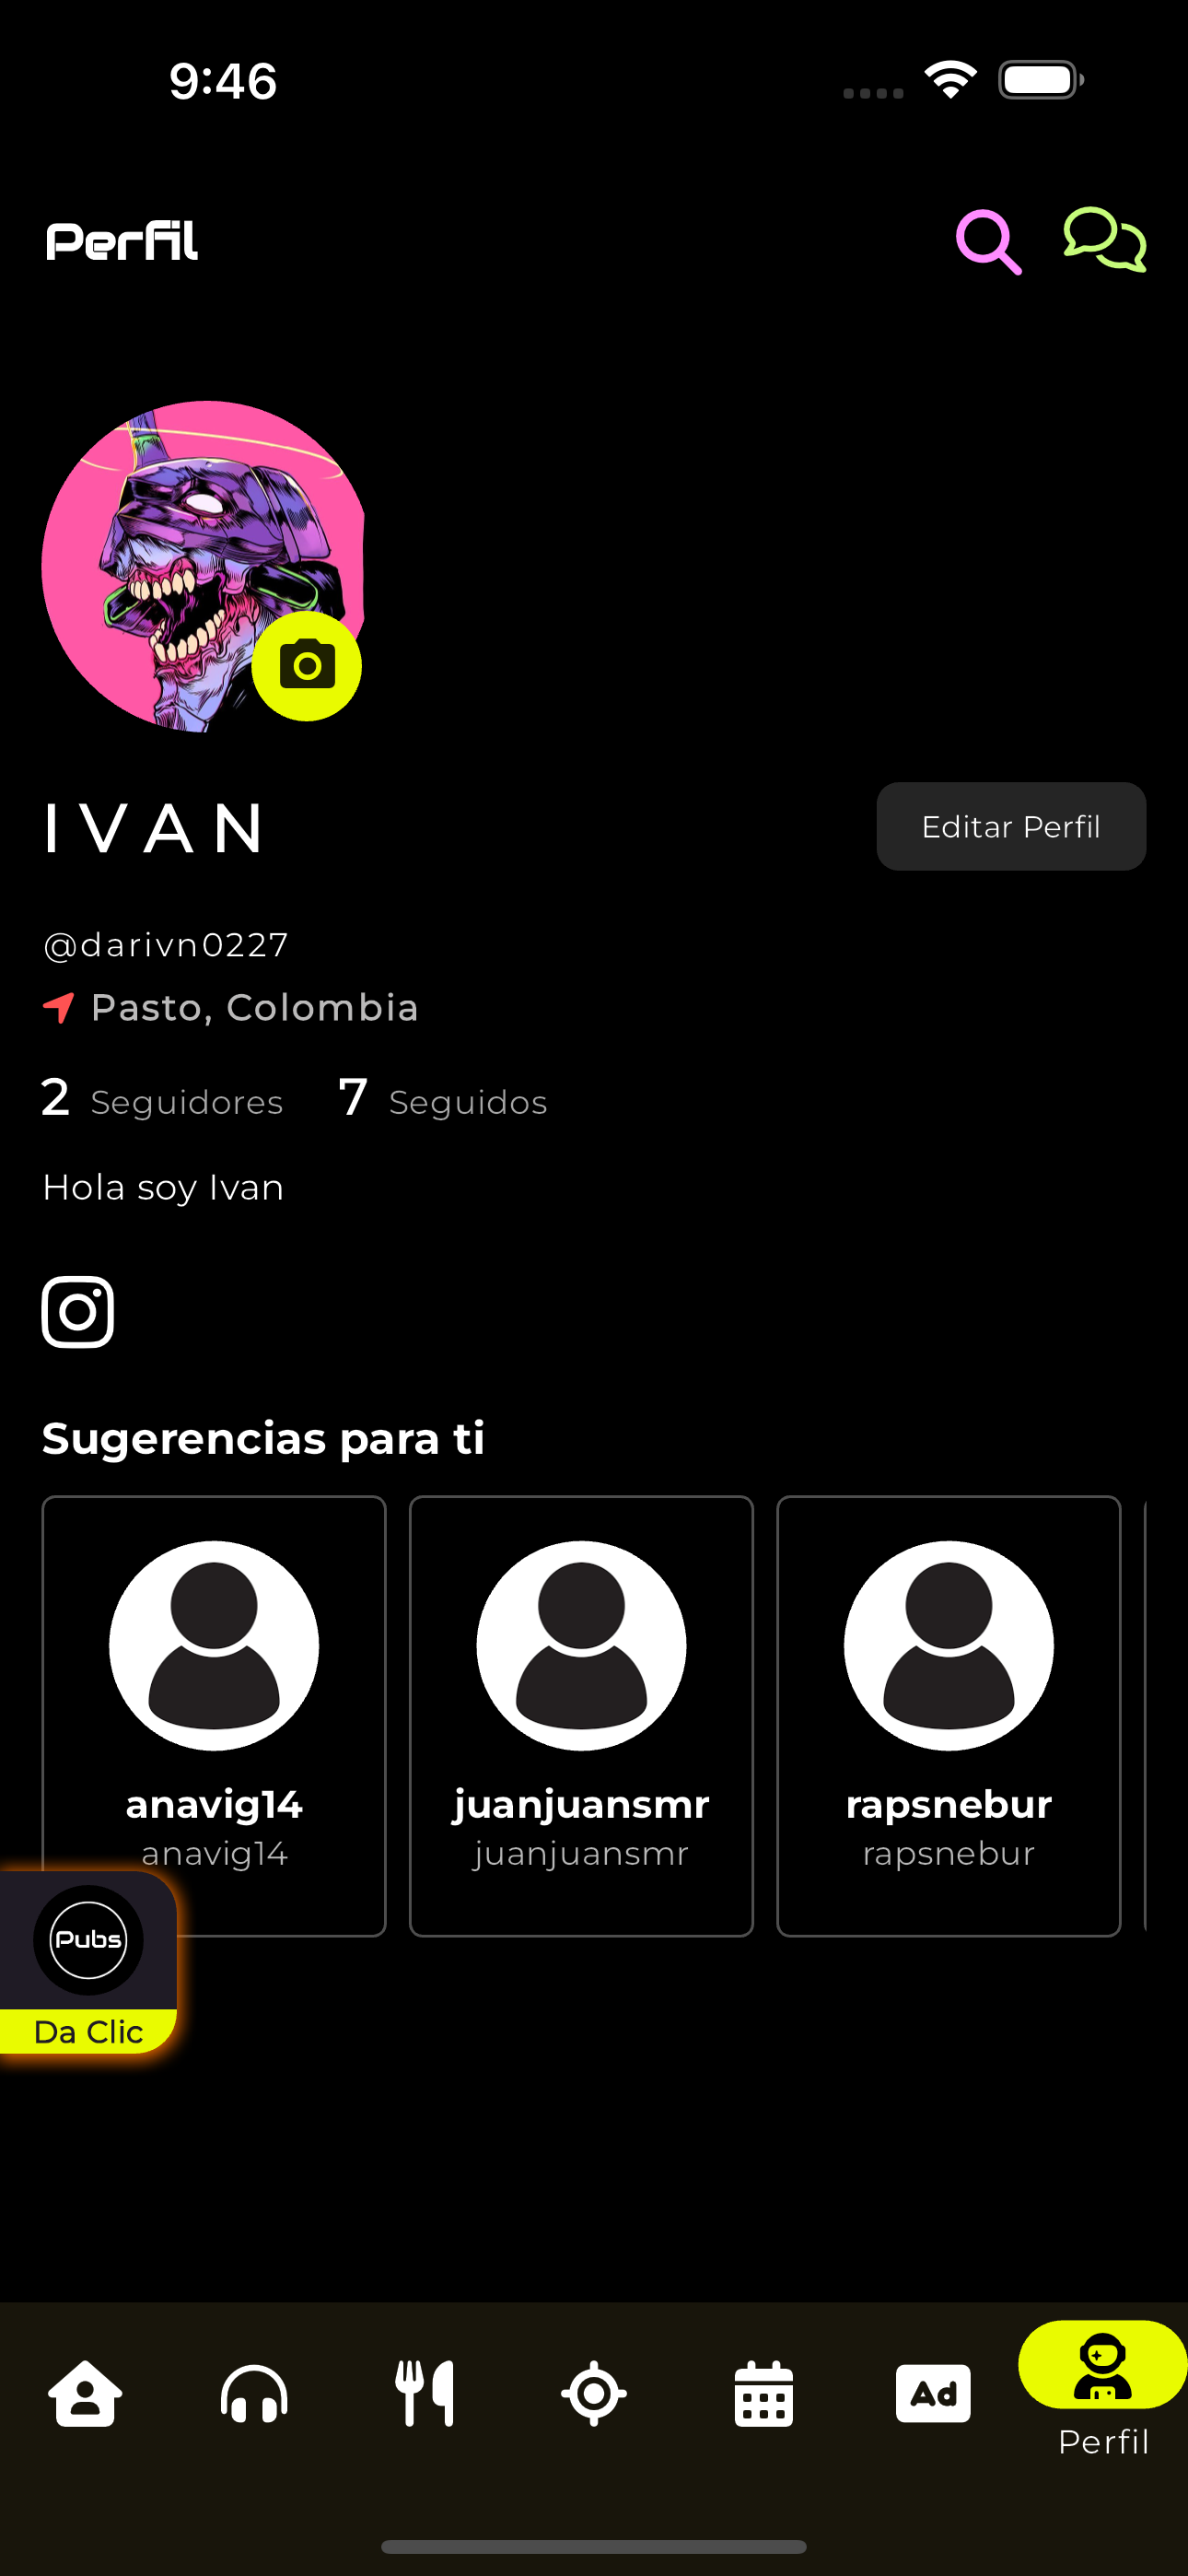 9:46
Perfil
IVAN
Editar Perfil
@darivn0227
Pasto, Colombia
2 Seguidores 7 Seguidos
Hola soy Ivan
Sugerencias para ti
anavig14 juanjuansmr rapsnebur
anavig14 juanjuansmr rapsnebur
Pubs
Da Clic
Ad
Perfil